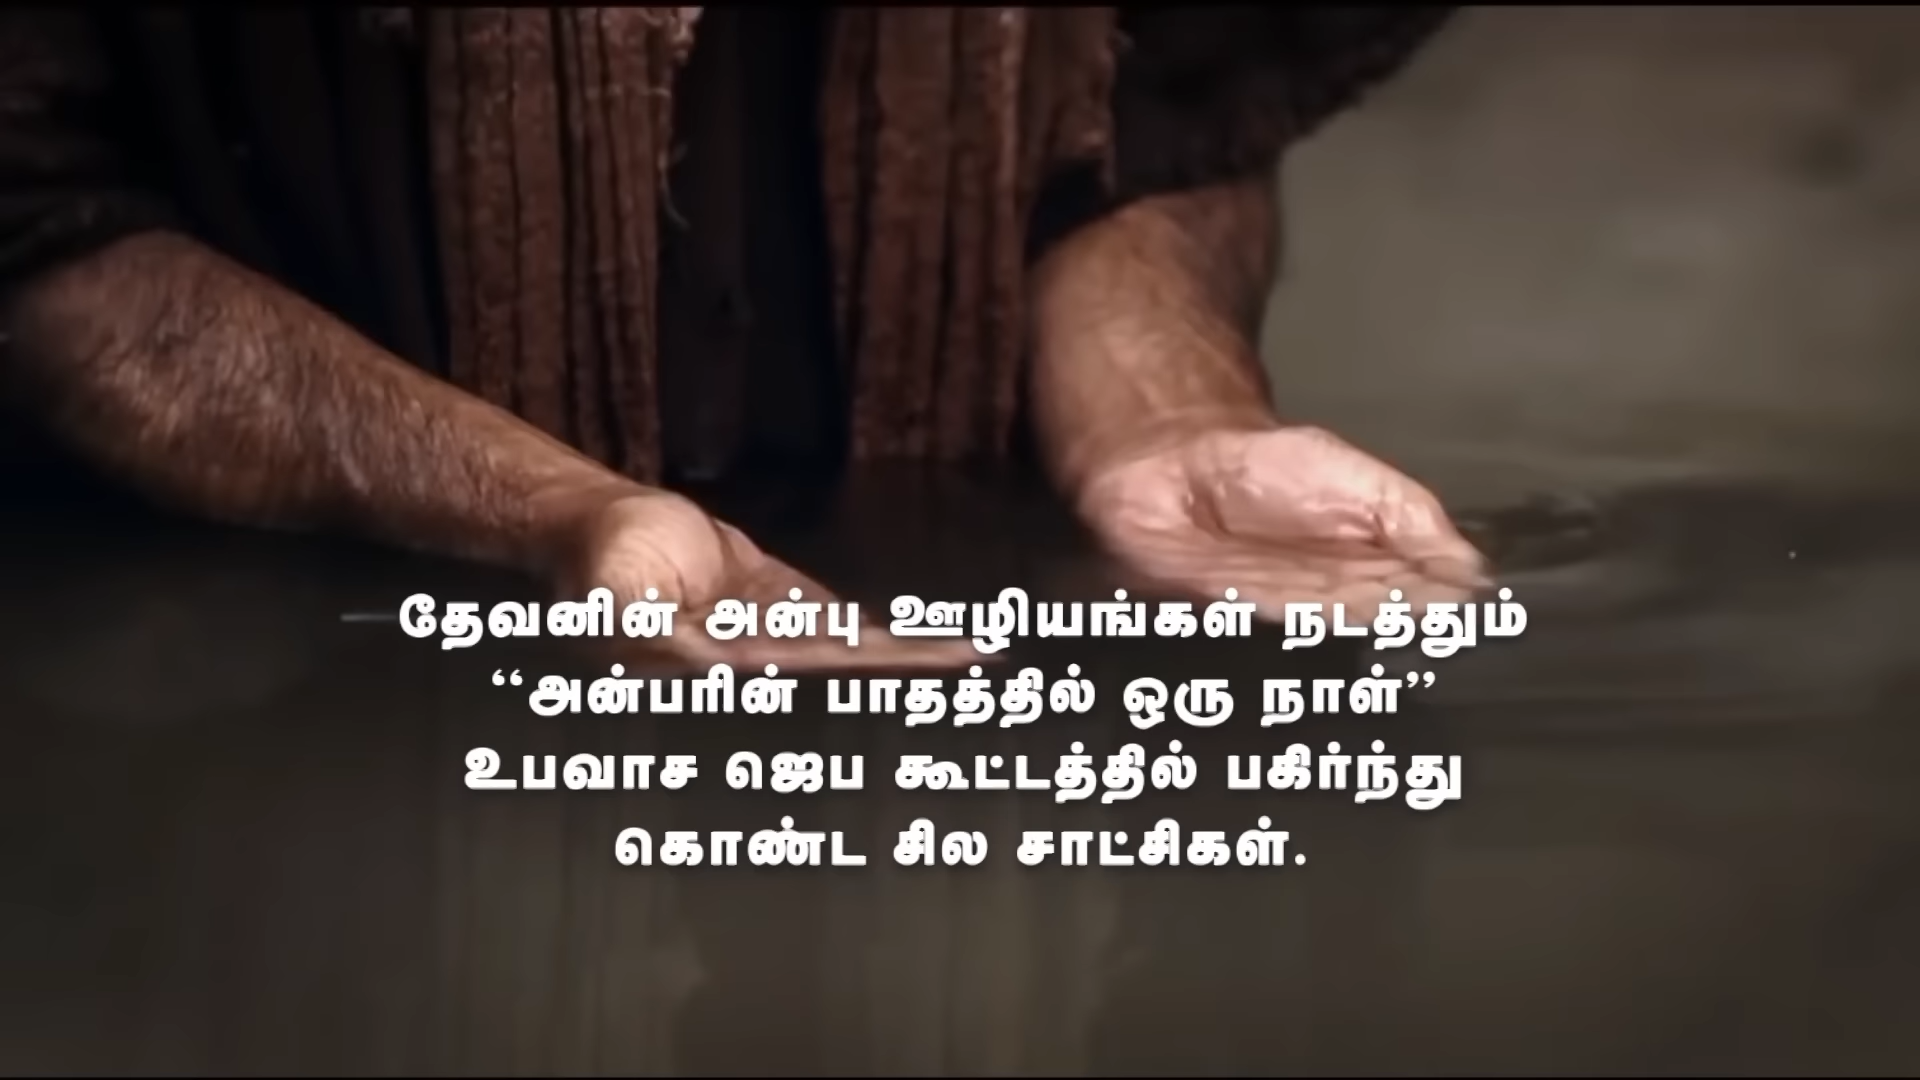 தேவனின் அன்பு ஊழியங்கள் நடத்தும்
“அன்பரின் பாதத்தில் ஒரு நாள்”
உபவாச ஜெப கூட்டத்தில் பகிர்ந்து
கொண்ட சில சாட்சிகள்.